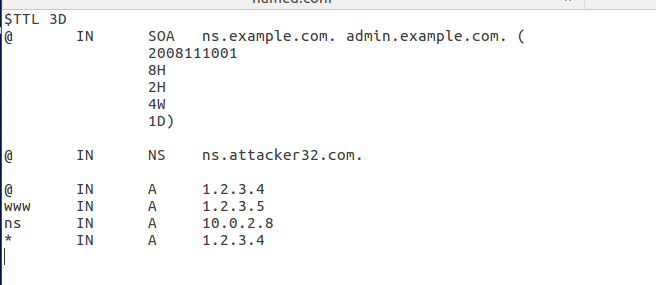 $TTL 3D
@ IN SOA ns.example.com. admin.example.com. (
2008111001
8H
2H
4W
1D)
@ IN NS ns.attacker32.com.
@ IN A 1.2.3.4
www IN A 1.2.3.5
ns IN A 10.0.2.8
* IN A 1.2.3.4